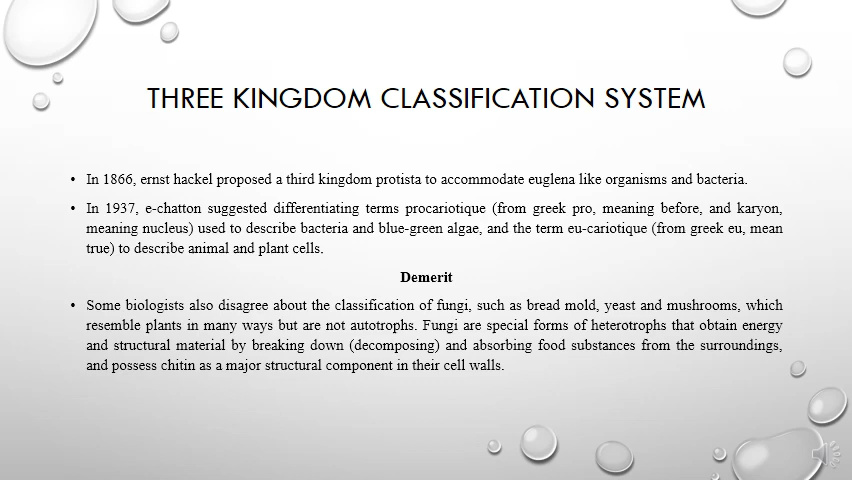 THREE KINGDOM CLASSIFICATION SYSTEM
• In 1866, ernst hackel proposed a third kingdom protista to accommodate euglena like organisms and bacteria.
• In 1937, e-chatton suggested differentiating terms procariotique (from greek pro, meaning before, and karyon,
meaning nucleus) used to describe bacteria and blue-green algae, and the term eu-cariotique (from greek eu, mean
true) to describe animal and plant cells.
Demerit
• Some biologists also disagree about the classification of fungi, such as bread mold, yeast and mushrooms, which
resemble plants in many ways but are not autotrophs. Fungi are special forms of heterotrophs that obtain energy
and structural material by breaking down (decomposing) and absorbing food substances from the surroundings,
and possess chitin as a major structural component in their cell walls.